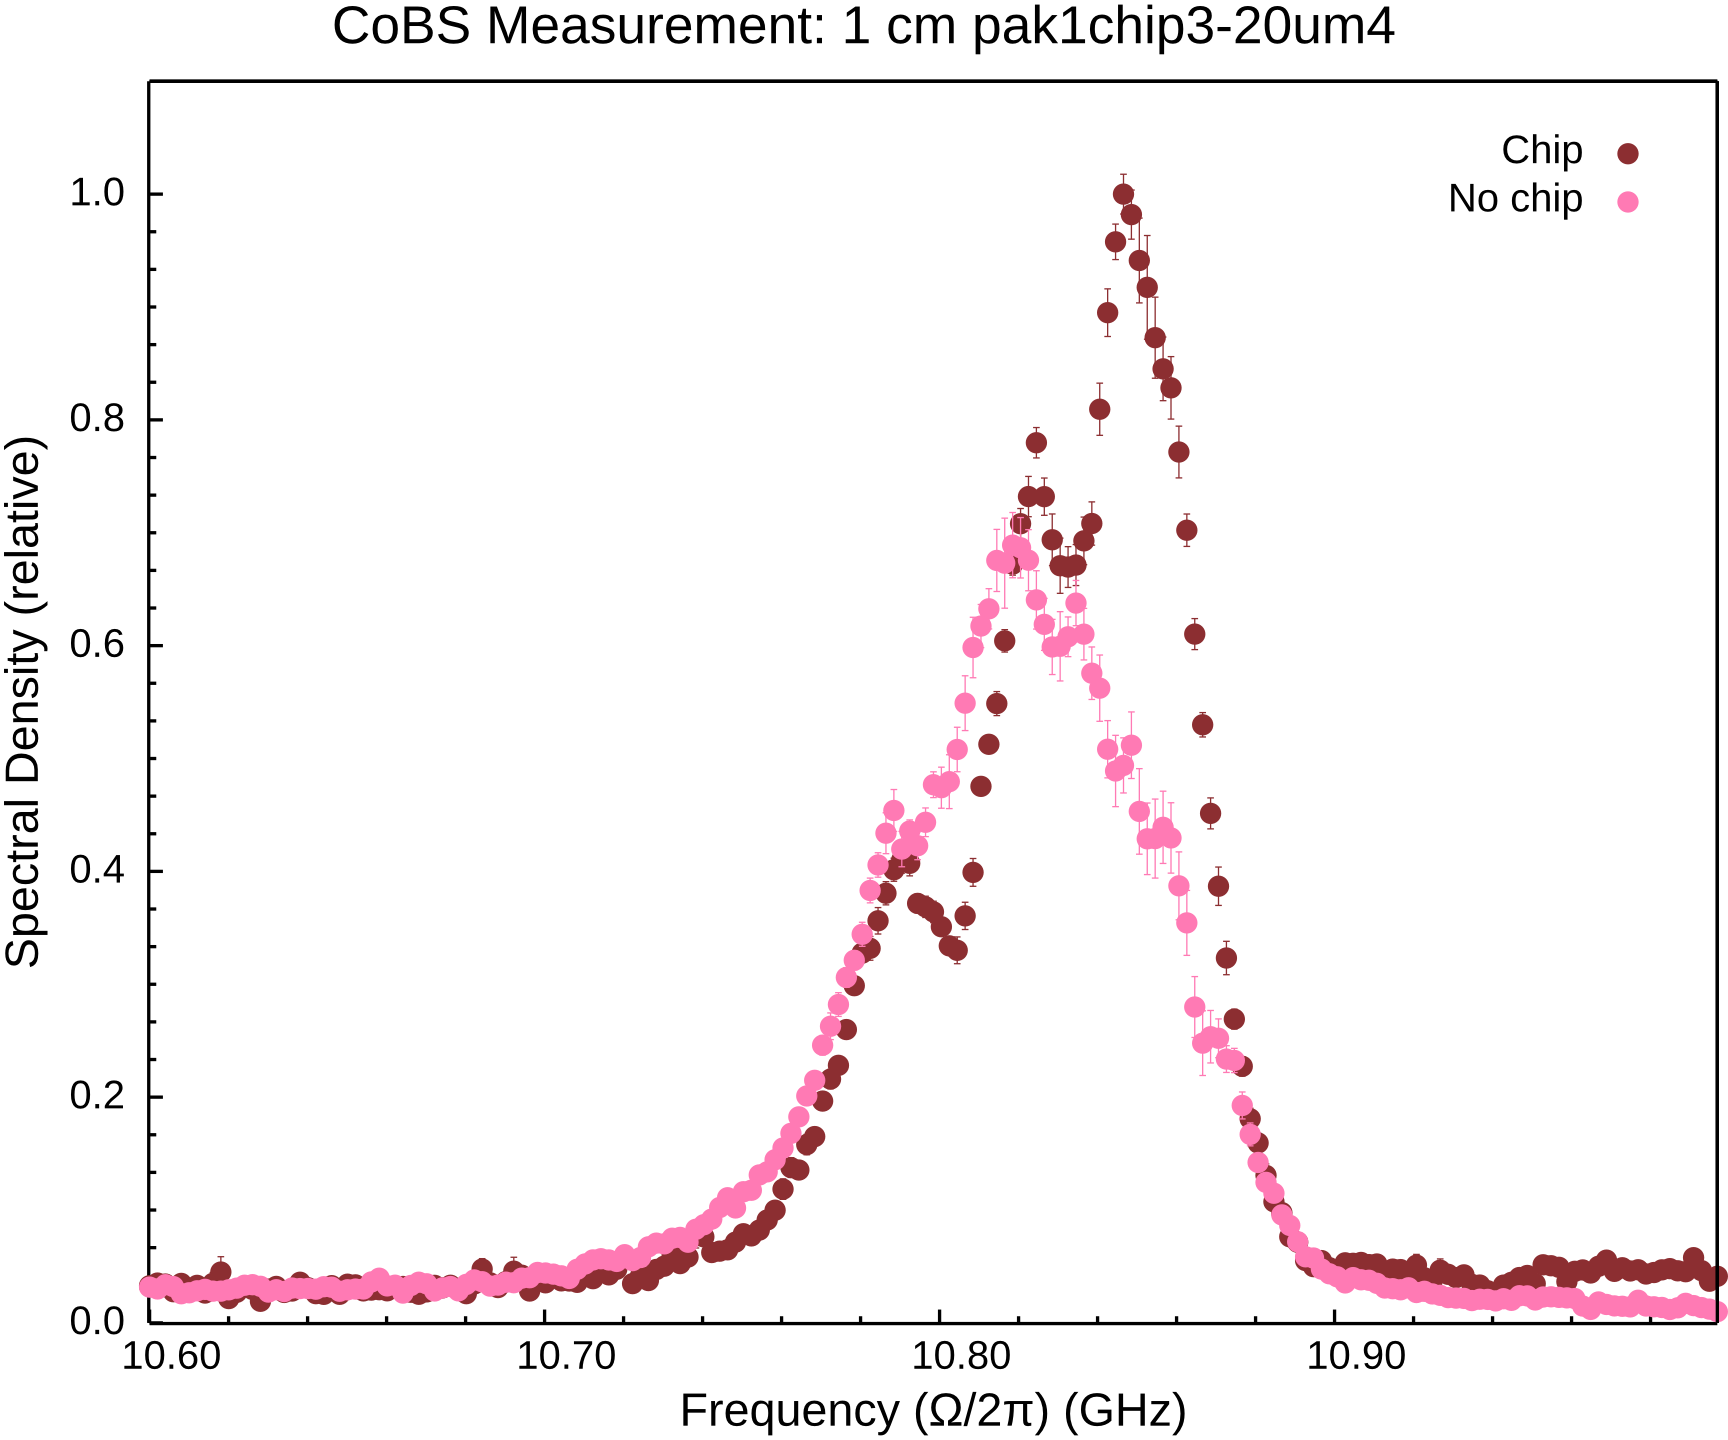 CoBS Measurement: 1 cm pak1chip3-20um4
Chip
No chip
1.0
0.8
0.6
0.4
0.2
0.0
Spectral Density (relative)
10.60 10.70 10.80 10.90
Frequency (Ω/2π) (GHz)